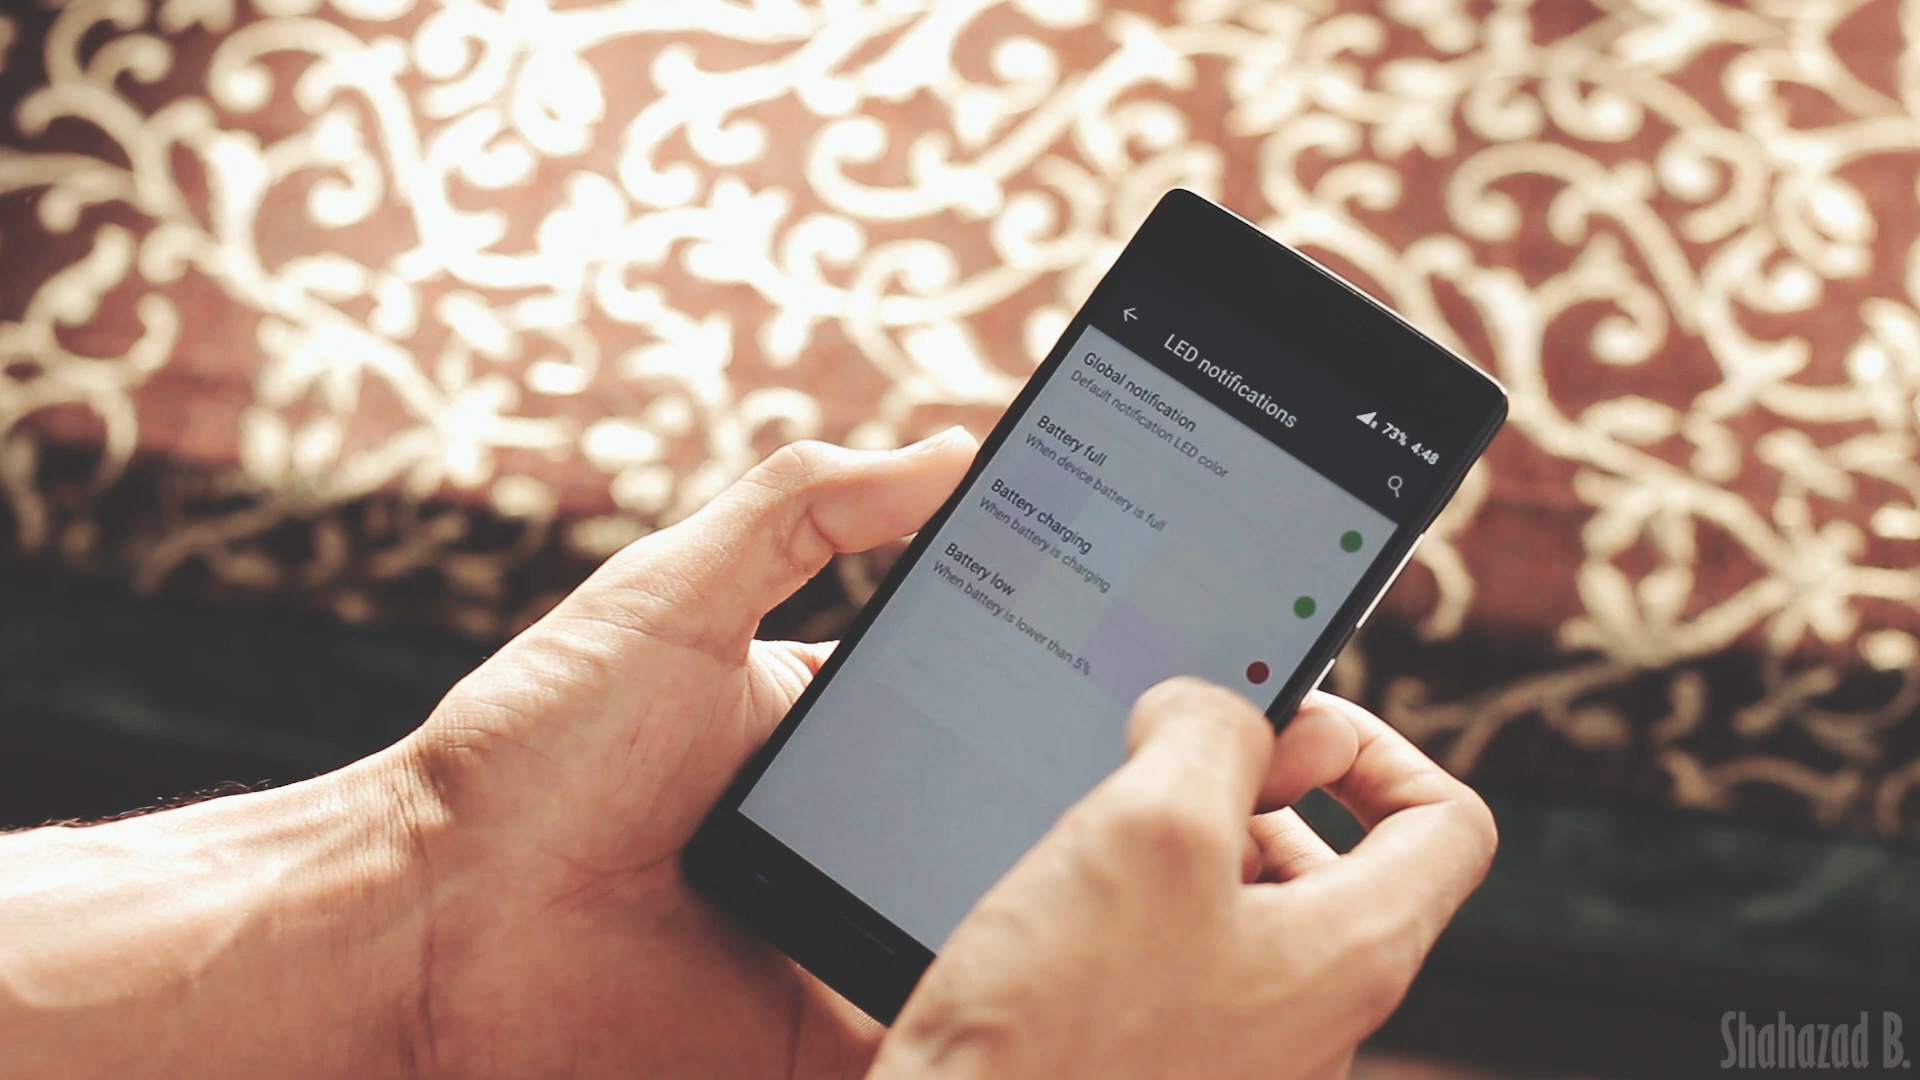 73% 4:48
LED notifications
Global notification
Default notification LED color
Battery full
When device battery is full
Battery charging
When battery is charging
Battery low
When battery is lower than 5%
Shahazad B.